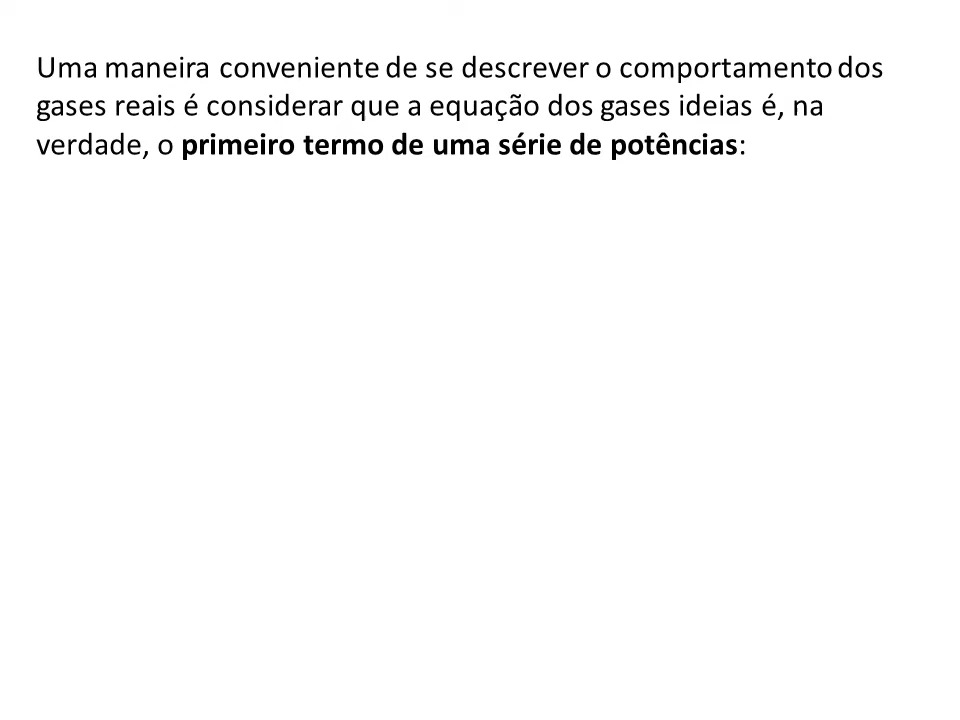 Uma maneira conveniente de se descrever o comportamento dos
gases reais é considerar que a equação dos gases ideias é, na
verdade, o primeiro termo de uma série de potências: